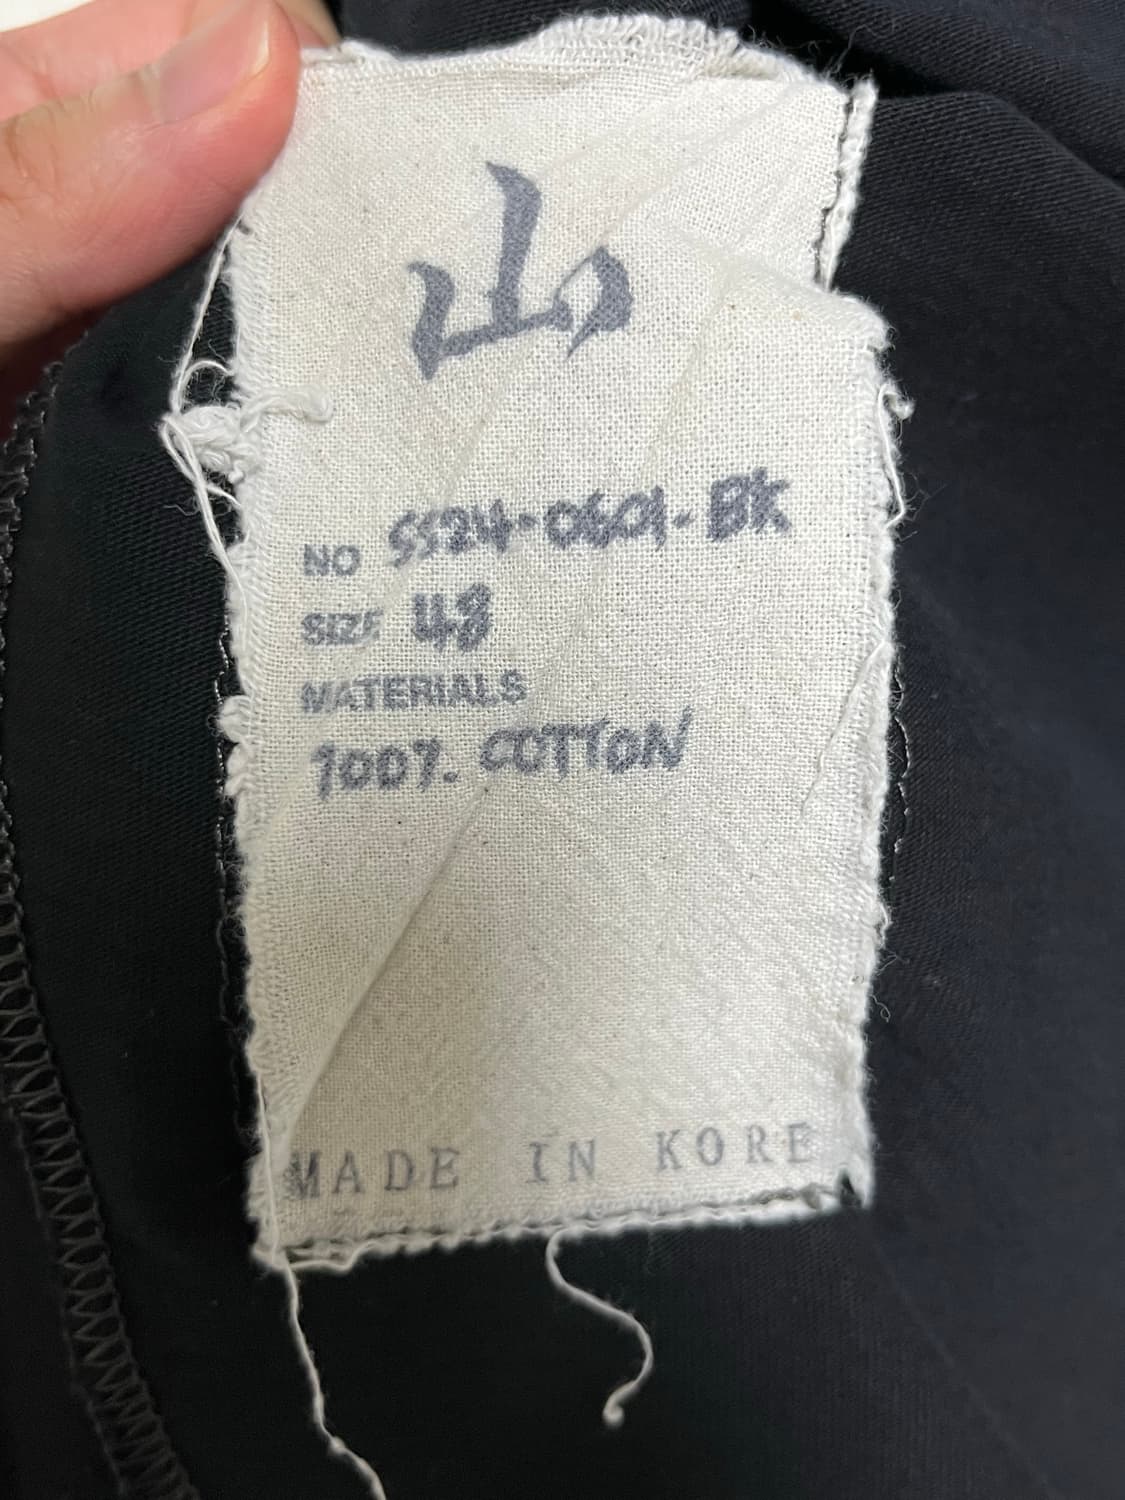 山
NO SS24-0601-BK
SIZE 48
MATERIALS
100%. COTTON
MADE IN KORE